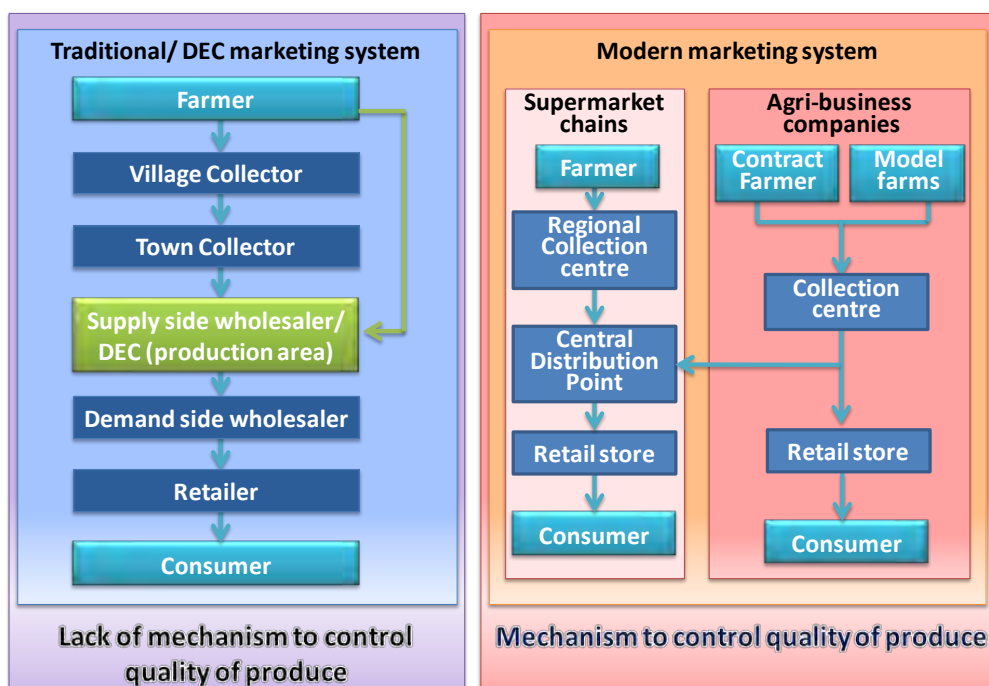 Traditional/ DEC marketing system
Farmer
Village Collector
Town Collector
Supply side wholesaler/
DEC (production area)
Demand side wholesaler
Retailer
Consumer
Lack of mechanism to control
quality of produce
Modern marketing system
Supermarket
chains
Farmer
Regional
Collection
centre
Central
Distribution
Point
Retail store
Consumer
Agri-business
companies
Contract
Farmer
Model
farms
Collection
centre
Retail store
Consumer
Mechanism to control quality of produce